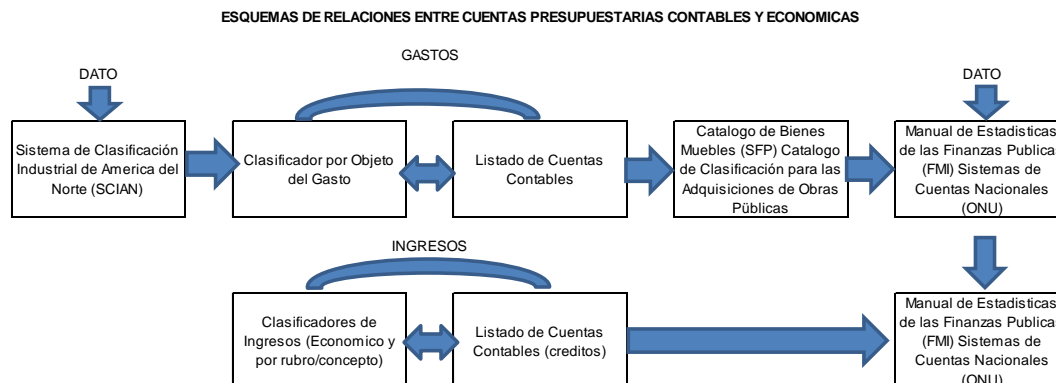 ESQUEMAS DE RELACIONES ENTRE CUENTAS PRESUPUESTARIAS CONTABLES Y ECONOMICAS
GASTOS
DATO
DATO
Sistema de Clasificación
Industrial de America del
Norte (SCIAN)
Clasificador por Objeto
del Gasto
Listado de Cuentas
Contables
Catalogo de Bienes
Muebles (SFP) Catalogo
de Clasificación para las
Adquisiciones de Obras
Püblicas
Manual de Estadisticas
de las Finanzas Publicas
(FMI) Sistemas de
Cuentas Nacionales
(ONU)
INGRESOS
Clasificadores de
Ingresos (Economico y
por rubro/concepto)
Listado de Cuentas
Contables (creditos)
Manual de Estadisticas
de las Finanzas Publicas
(FMI) Sistemas de
Cuentas Nacionales
(ONU)